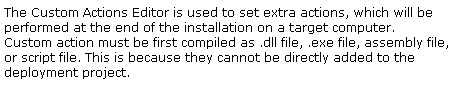 The Custom Actions Editor is used to set extra actions, which will be
performed at the end of the installation on a target computer.
Custom action must be first compiled as .dll file, .exe file, assembly file,
or script file. This is because they cannot be directly added to the
deployment project.